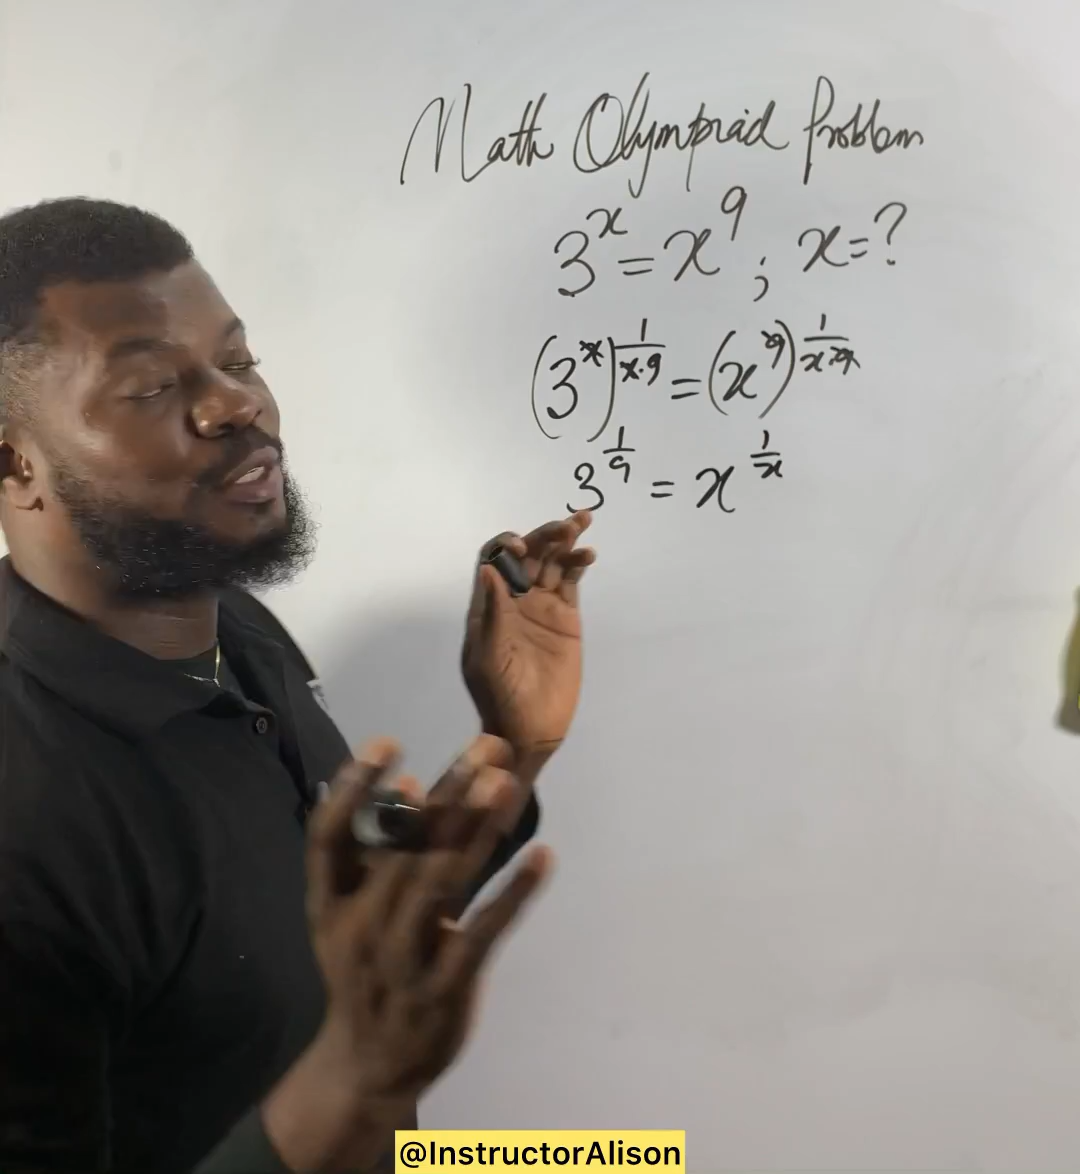 Math Olympiad Problem
3^x = x^9 ; x = ?
(3^x)^(1/(x·9)) = (x^9)^(1/(x·9))
3^(1/9) = x^(1/x)
@InstructorAlison